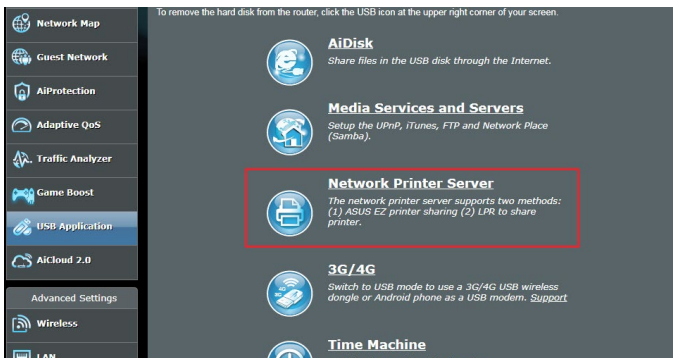 To remove the hard disk from the router, click the USB icon at the upper right corner of your screen.
Network Map
Guest Network
AiProtection
Adaptive QoS
Traffic Analyzer
Game Boost
USB Application
AiCloud 2.0
Advanced Settings
Wireless
LAN
AiDisk
Share files in the USB disk through the Internet.
Media Services and Servers
Setup the UPnP, iTunes, FTP and Network Place
(Samba).
Network Printer Server
The network printer server supports two methods:
(1) ASUS EZ printer sharing (2) LPR to share
printer.
3G/4G
Switch to USB mode to use a 3G/4G USB wireless
dongle or Android phone as a USB modem. Support
Time Machine